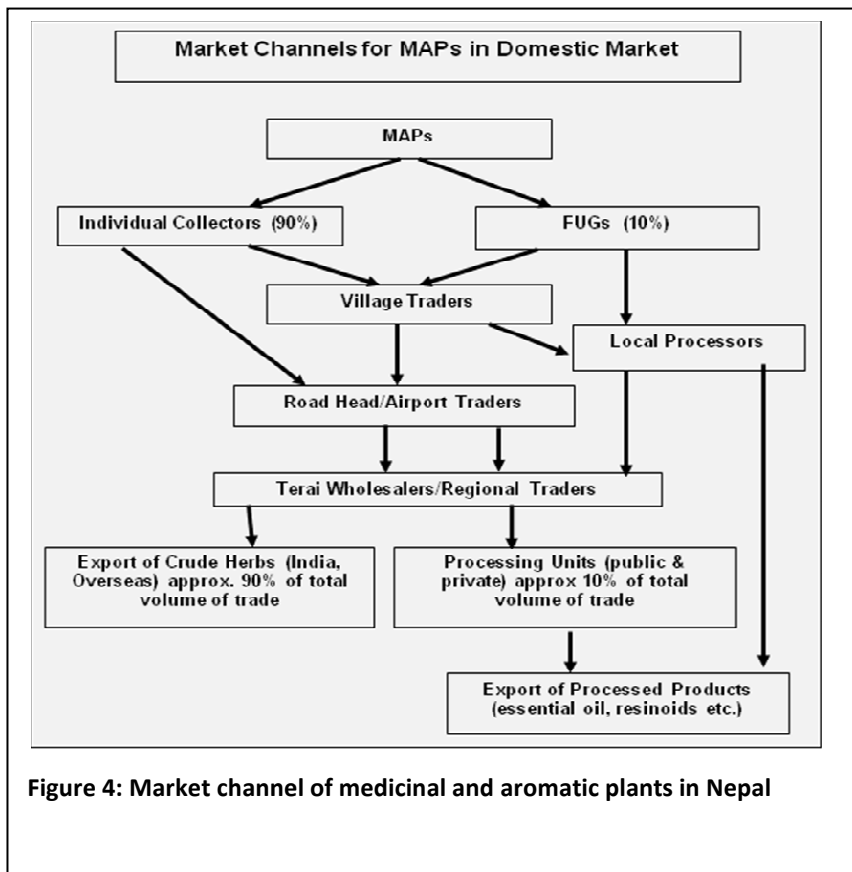 Market Channels for MAPs in Domestic Market
MAPs
Individual Collectors (90%)
FUGs (10%)
Village Traders
Local Processors
Road Head/Airport Traders
Terai Wholesalers/Regional Traders
Export of Crude Herbs (India,
Overseas) approx. 90% of total
volume of trade
Processing Units (public &
private) approx 10% of total
volume of trade
Export of Processed Products
(essential oil, resinoids etc.)
Figure 4: Market channel of medicinal and aromatic plants in Nepal